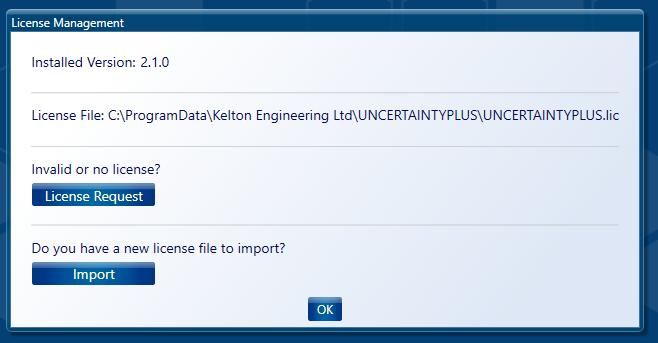 License Management
Installed Version: 2.1.0
License File: C:\ProgramData\Kelton Engineering Ltd\UNCERTAINTYPLUS\UNCERTAINTYPLUS.lic
Invalid or no license?
License Request
Do you have a new license file to import?
Import
OK